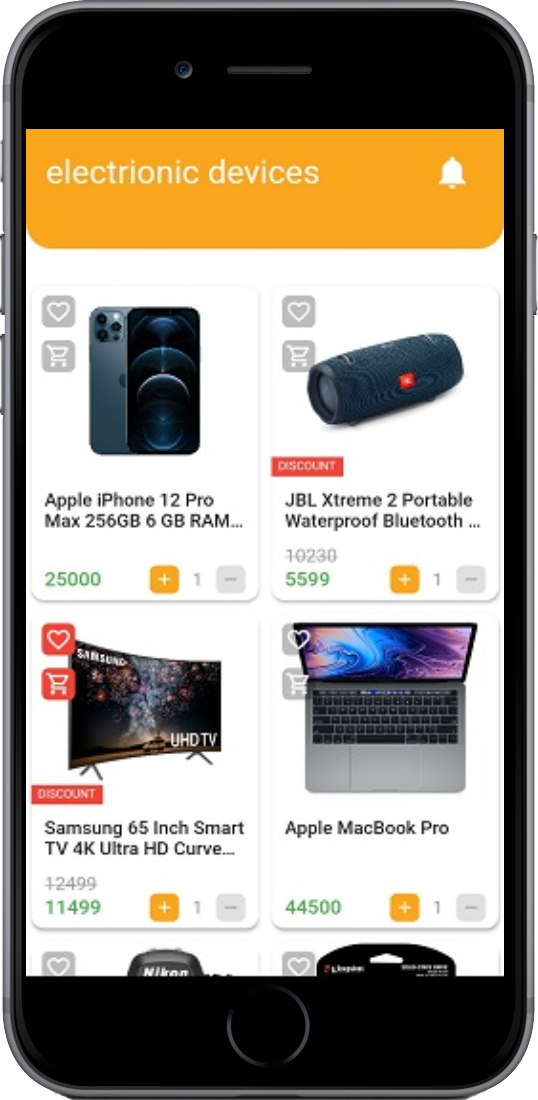 electrionic devices
Apple iPhone 12 Pro
Max 256GB 6 GB RAM...
25000
+ 1 −
JBL
DISCOUNT
JBL Xtreme 2 Portable
Waterproof Bluetooth ...
10230
5599
+ 1 −
SAMSUNG
UHD TV
DISCOUNT
Samsung 65 Inch Smart
TV 4K Ultra HD Curve...
12499
11499
+ 1 −
Apple MacBook Pro
44500
+ 1 −
Nikon
Kingston